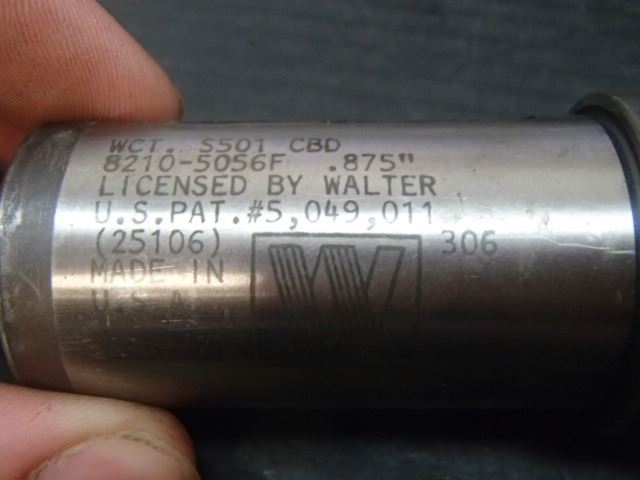 WCT. S501 CBD
8210-5056F .875"
LICENSED BY WALTER
U.S.PAT.#5,049,011
(25106) 306
MADE IN
U.S.A
W